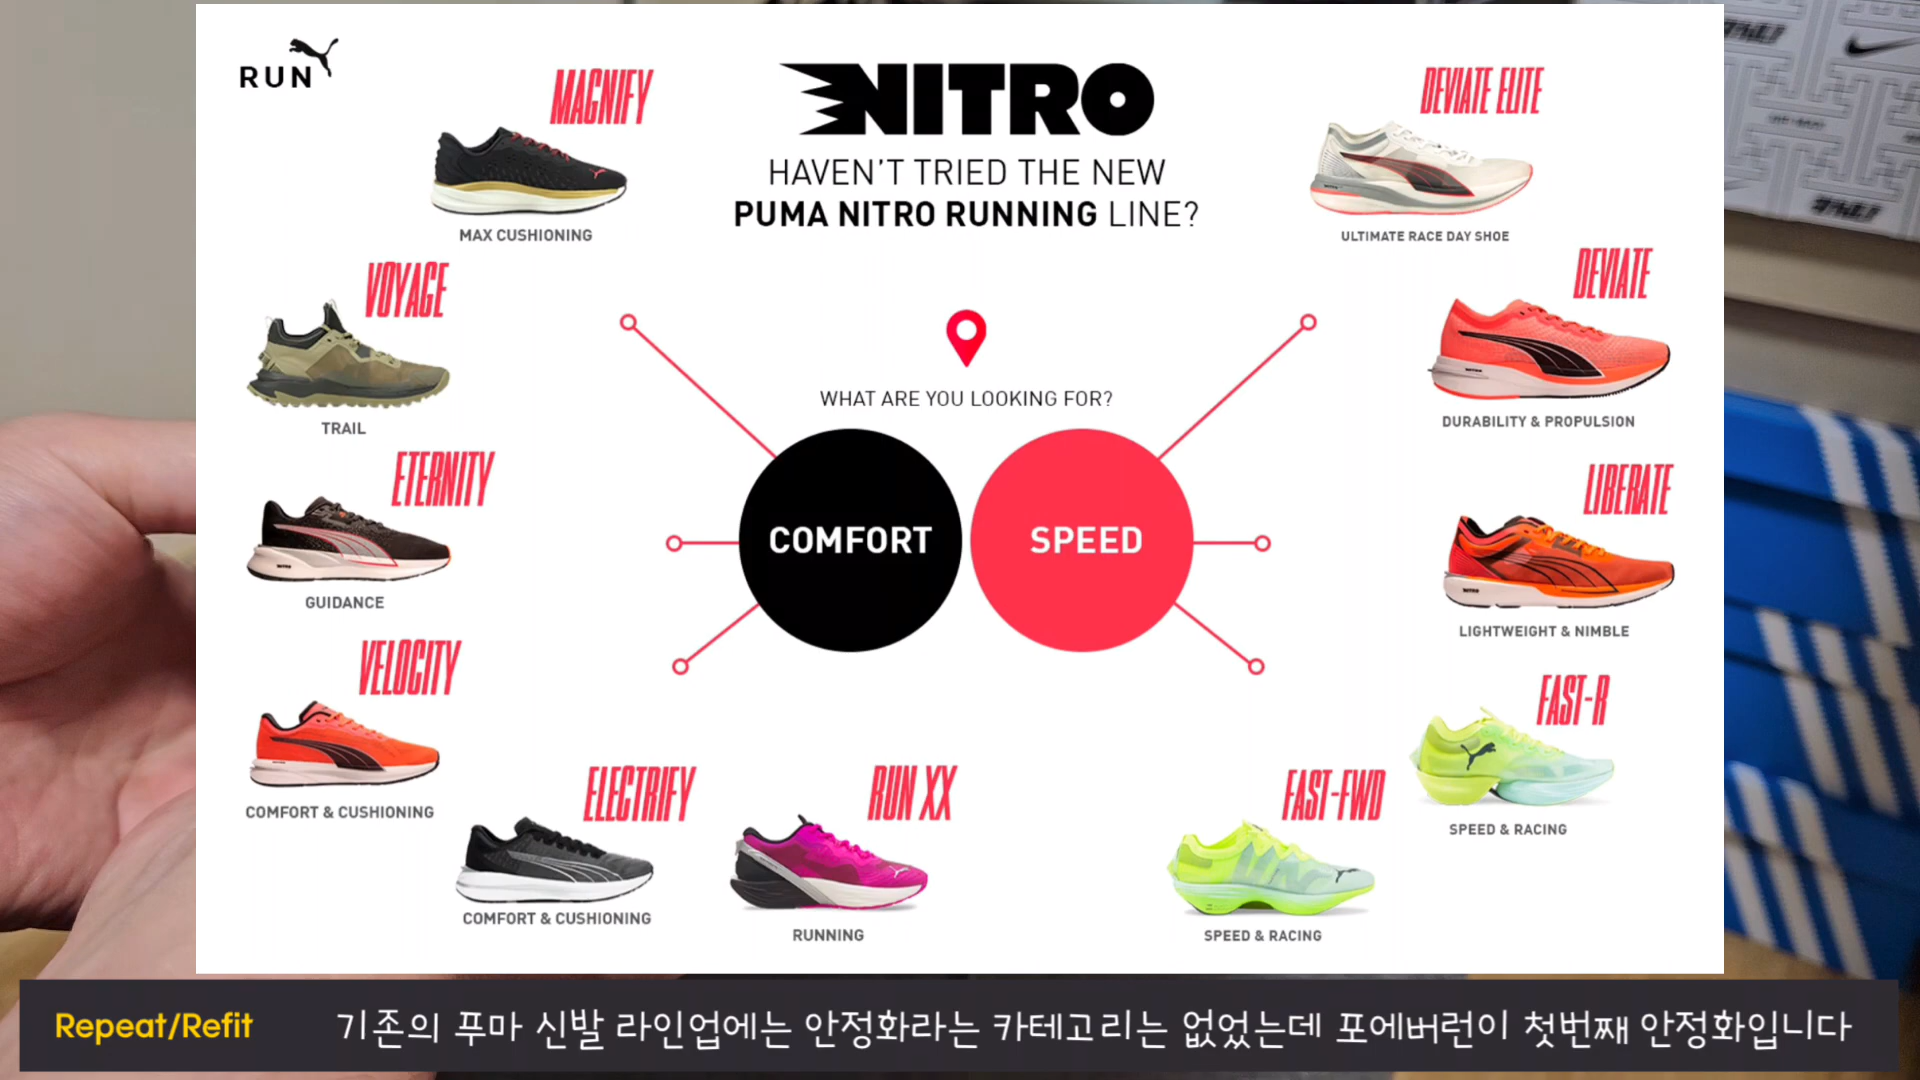 RUN
NITRO
HAVEN'T TRIED THE NEW
PUMA NITRO RUNNING LINE?
WHAT ARE YOU LOOKING FOR?
COMFORT
SPEED
MAGNIFY
MAX CUSHIONING
VOYAGE
TRAIL
ETERNITY
GUIDANCE
VELOCITY
COMFORT & CUSHIONING
ELECTRIFY
COMFORT & CUSHIONING
RUN XX
RUNNING
DEVIATE ELITE
ULTIMATE RACE DAY SHOE
DEVIATE
DURABILITY & PROPULSION
LIBERATE
LIGHTWEIGHT & NIMBLE
FAST-R
SPEED & RACING
FAST-FWD
SPEED & RACING
Repeat/Refit
기존의 푸마 신발 라인업에는 안정화라는 카테고리는 없었는데 포에버런이 첫번째 안정화입니다